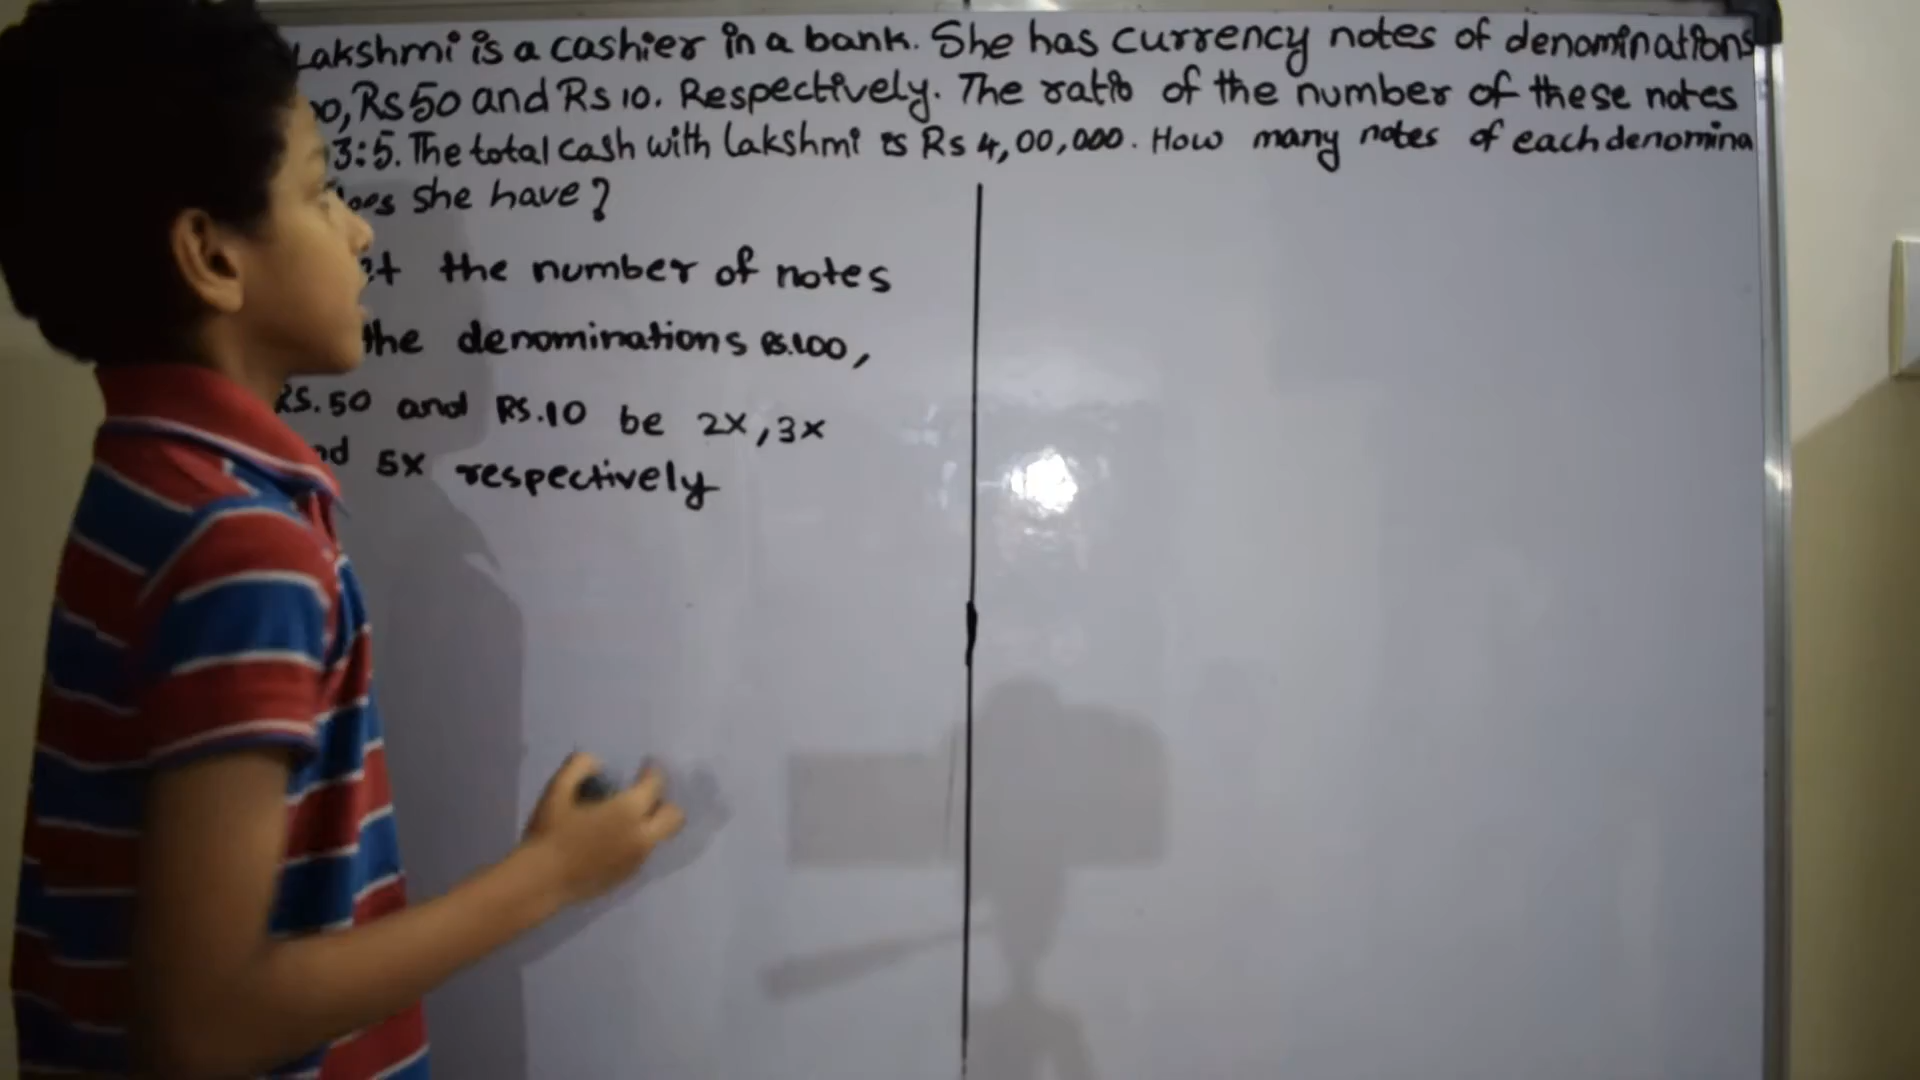 Lakshmi is a cashier in a bank. She has currency notes of denominations
Rs 50 and Rs 10. Respectively. The ratio of the number of these notes
3:5. The total cash with lakshmi is Rs 4,00,000. How many notes of each denomina
she have?
the number of notes
the denominations Rs.100,
RS.50 and RS.10 be 2x, 3x
5x respectively